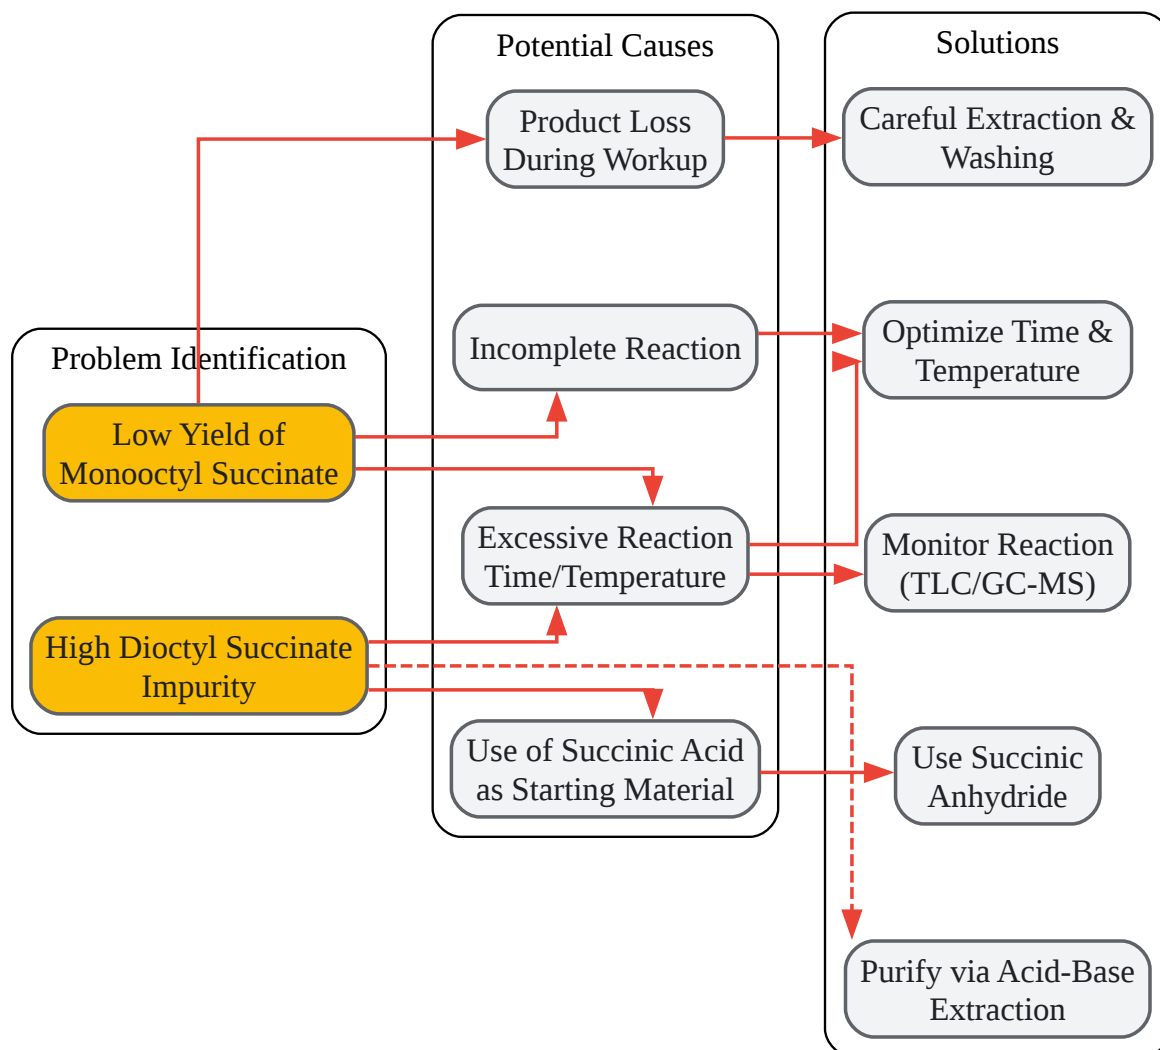 Potential Causes
Solutions
Product Loss
During Workup
Careful Extraction &
Washing
Problem Identification
Incomplete Reaction
Optimize Time &
Temperature
Low Yield of
Monooctyl Succinate
Excessive Reaction
Time/Temperature
Monitor Reaction
(TLC/GC-MS)
High Dioctyl Succinate
Impurity
Use of Succinic Acid
as Starting Material
Use Succinic
Anhydride
Purify via Acid-Base
Extraction